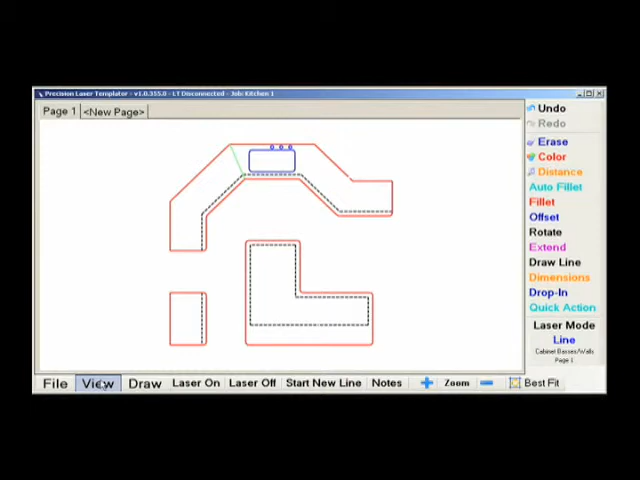 Precision Laser Templator - v1.0.355.0 - LT Disconnected - Job: Kitchen 1
Page 1
<New Page>
Undo
Redo
Erase
Color
Distance
Auto Fillet
Fillet
Offset
Rotate
Extend
Draw Line
Dimensions
Drop-In
Quick Action
Laser Mode
Line
Cabinet Basses/Walls
Page 1
File View Draw Laser On Laser Off Start New Line Notes Zoom Best Fit